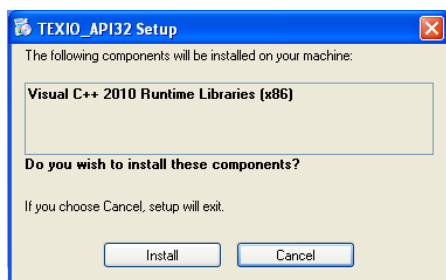 TEXIO_API32 Setup
The following components will be installed on your machine:
Visual C++ 2010 Runtime Libraries (x86)
Do you wish to install these components?
If you choose Cancel, setup will exit.
Install
Cancel